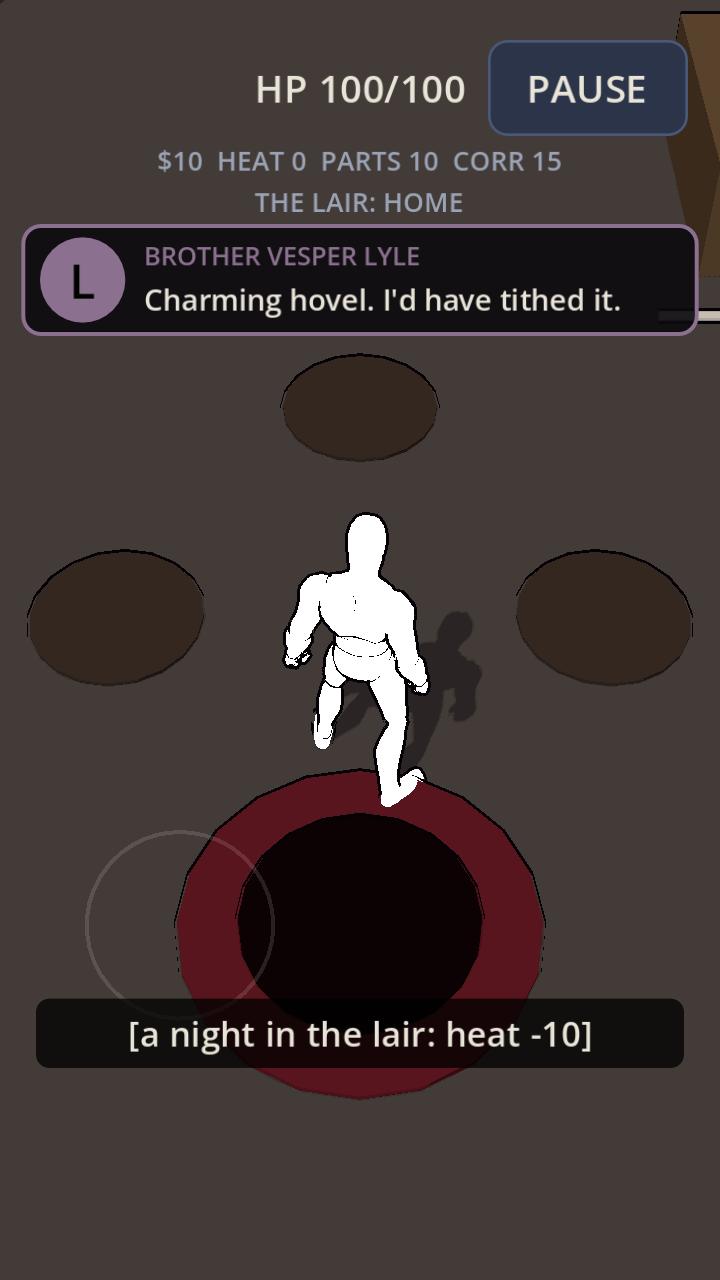 HP 100/100 PAUSE
$10 HEAT 0 PARTS 10 CORR 15
THE LAIR: HOME
L
BROTHER VESPER LYLE
Charming hovel. I'd have tithed it.
[a night in the lair: heat -10]